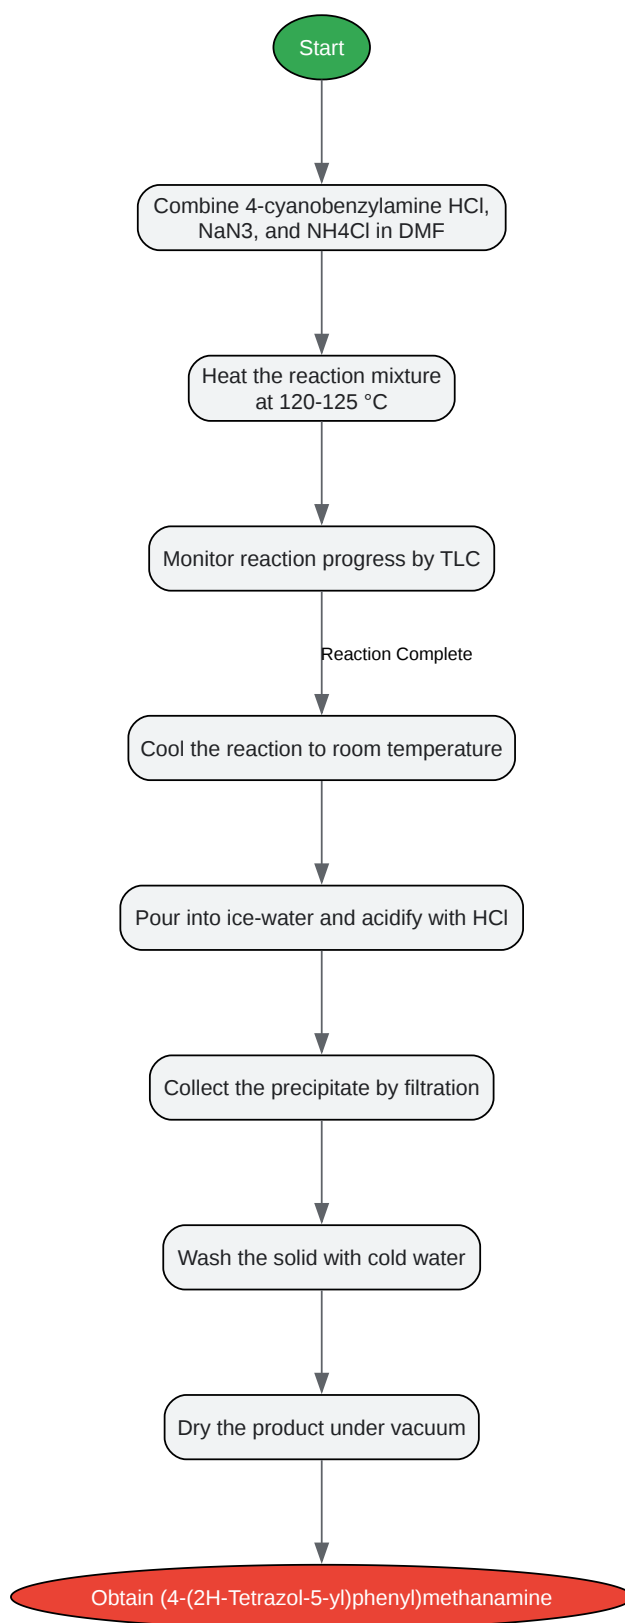 Start
Combine 4-cyanobenzylamine HCl,
NaN3, and NH4Cl in DMF
Heat the reaction mixture
at 120-125 °C
Monitor reaction progress by TLC
Reaction Complete
Cool the reaction to room temperature
Pour into ice-water and acidify with HCl
Collect the precipitate by filtration
Wash the solid with cold water
Dry the product under vacuum
Obtain (4-(2H-Tetrazol-5-yl)phenyl)methanamine